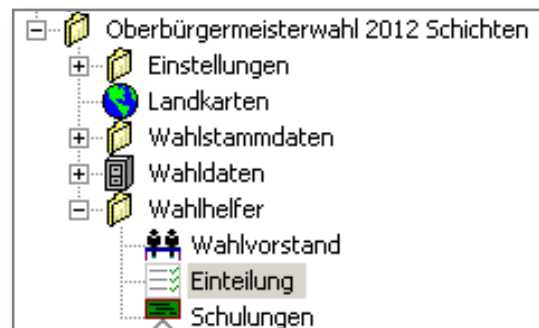 Oberbürgermeisterwahl 2012 Schichten
Einstellungen
Landkarten
Wahlstammdaten
Wahldaten
Wahlhelfer
Wahlvorstand
Einteilung
Schulungen